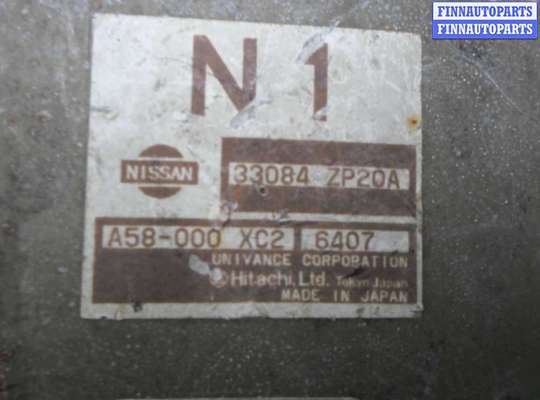 FINNAUTOPARTS
FINNAUTOPARTS
N 1
NISSAN
33084 ZP20A
A58-000 XC2 6407
UNIVANCE CORPORATION
Hitachi, Ltd. Tokyo Japan
MADE IN JAPAN